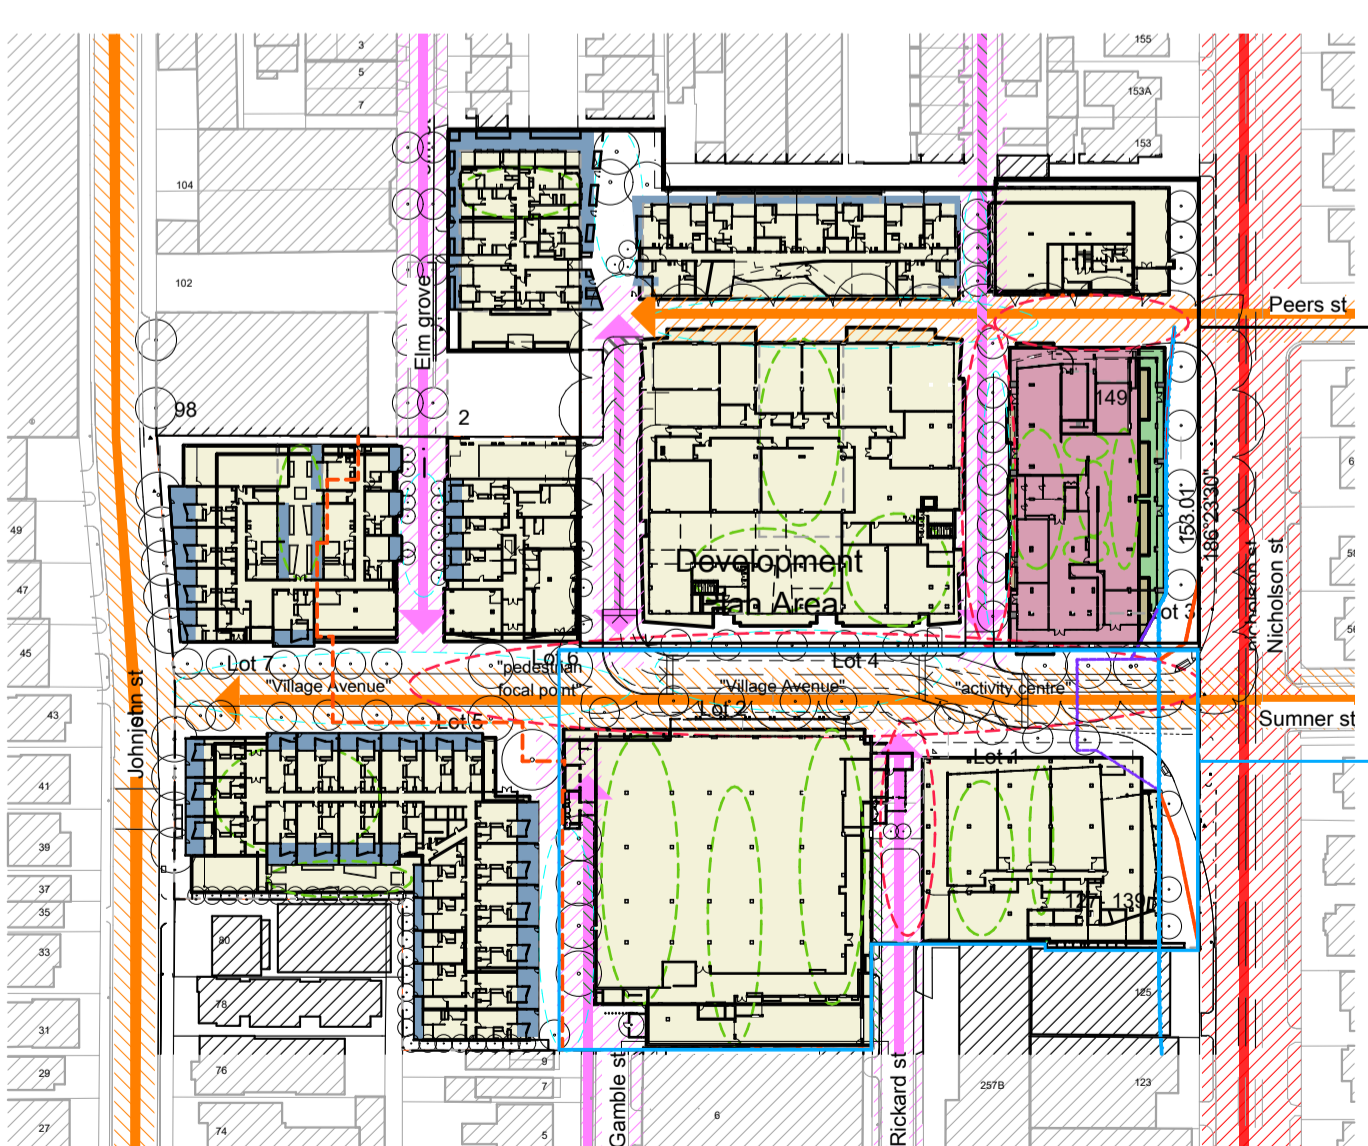 3
5
7
155
153A
153
104
102
Elm grove
Peers st
98
2
149
49
47
45
43
41
39
37
35
33
31
29
27
153.01
186°23'30"
Nicholson st
Nicholson st
Development
Plan Area
Lot 3
Lot 7
Lot 6
Lot 4
"pedestrian
focal point"
"Village Avenue"
"Village Avenue"
"activity centre"
Lot 5
Lot 2
Sumner st
Johnjohn st
Lot 1
127 - 139
80
78
76
74
125
123
257B
9
7
5
6
Gamble st
Rickard st